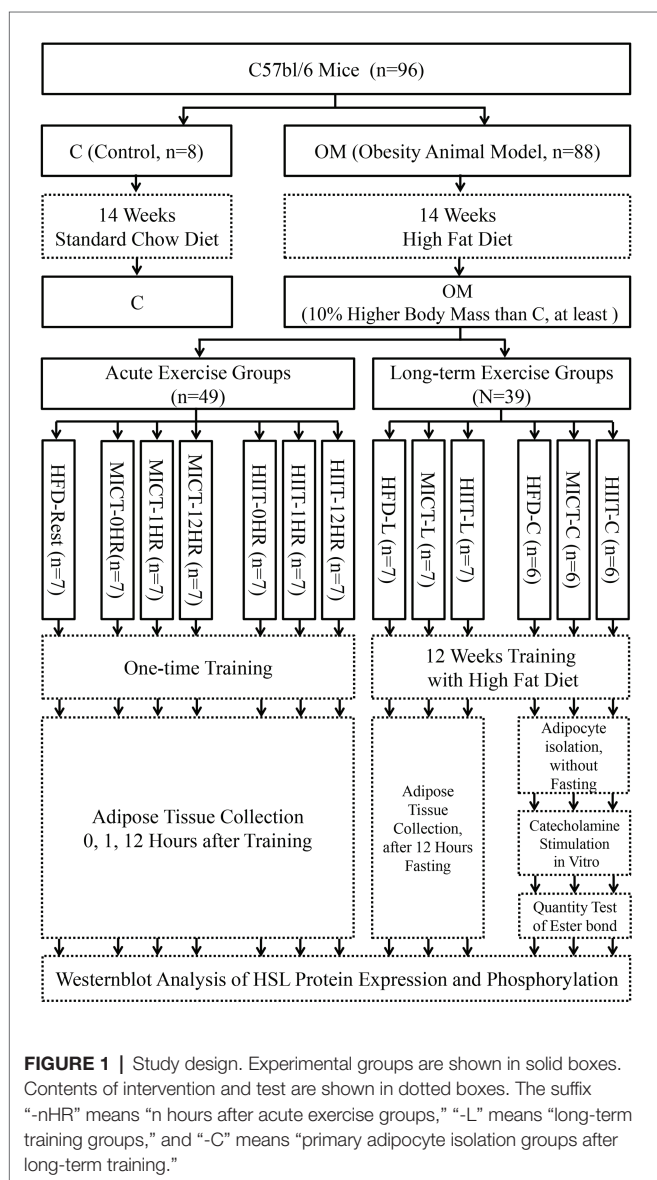 C57bl/6 Mice (n=96)
C (Control, n=8)
OM (Obesity Animal Model, n=88)
14 Weeks
Standard Chow Diet
14 Weeks
High Fat Diet
C
OM
(10% Higher Body Mass than C, at least )
Acute Exercise Groups
(n=49)
Long-term Exercise Groups
(N=39)
HFD-Rest (n=7)
MICT-0HR(n=7)
MICT-1HR (n=7)
MICT-12HR (n=7)
HIIT-0HR (n=7)
HIIT-1HR (n=7)
HIIT-12HR (n=7)
HFD-L (n=7)
MICT-L (n=7)
HIIT-L (n=7)
HFD-C (n=6)
MICT-C (n=6)
HIIT-C (n=6)
One-time Training
12 Weeks Training
with High Fat Diet
Adipose Tissue Collection
0, 1, 12 Hours after Training
Adipose
Tissue
Collection,
after 12 Hours
Fasting
Adipocyte
isolation,
without
Fasting
Catecholamine
Stimulation
in Vitro
Quantity Test
of Ester bond
Westernblot Analysis of HSL Protein Expression and Phosphorylation
FIGURE 1 | Study design. Experimental groups are shown in solid boxes.
Contents of intervention and test are shown in dotted boxes. The suffix
“-nHR” means “n hours after acute exercise groups,” “-L” means “long-term
training groups,” and “-C” means “primary adipocyte isolation groups after
long-term training.”